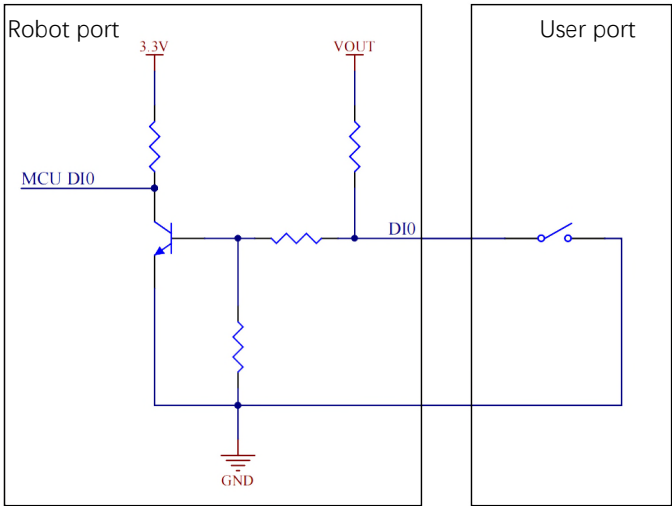 Robot port
User port
3.3V
VOUT
MCU DI0
DI0
GND